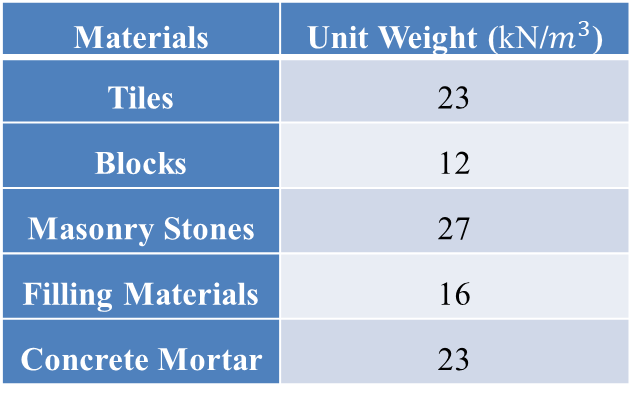 Materials Unit Weight (kN/m³)
Tiles 23
Blocks 12
Masonry Stones 27
Filling Materials 16
Concrete Mortar 23